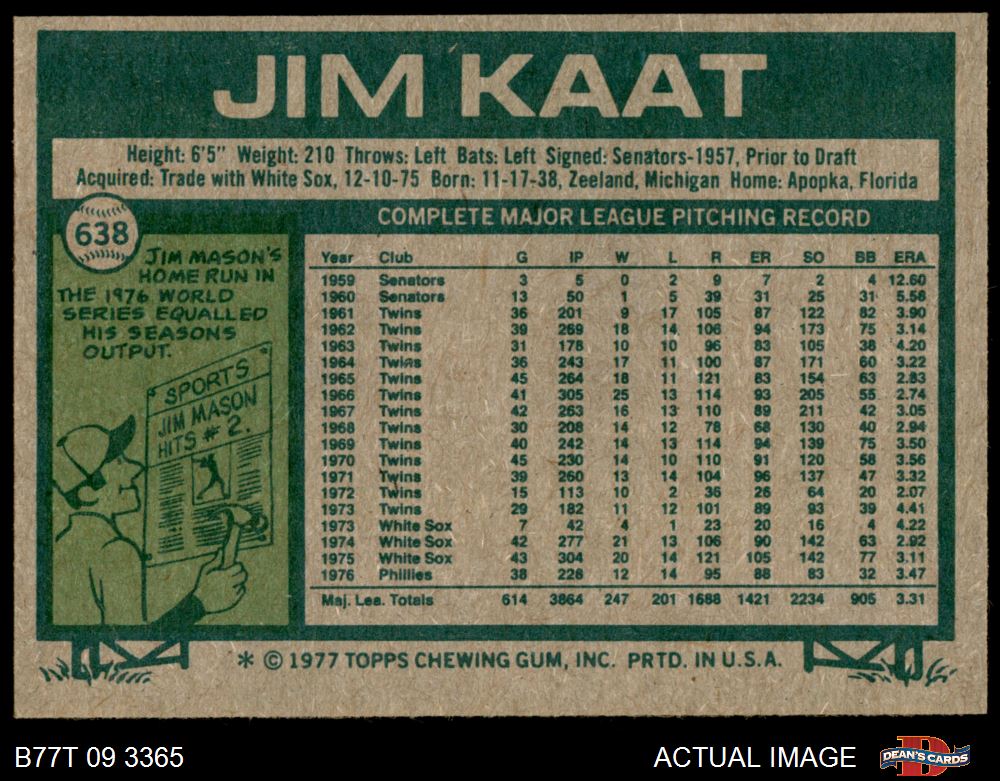 JIM KAAT
Height: 6'5" Weight: 210 Throws: Left Bats: Left Signed: Senators-1957, Prior to Draft
Acquired: Trade with White Sox, 12-10-75 Born: 11-17-38, Zeeland, Michigan Home: Apopka, Florida
638
JIM MASON'S
HOME RUN IN
THE 1976 WORLD
SERIES EQUALLED
HIS SEASONS
OUTPUT.
SPORTS
JIM MASON
HITS #2.
COMPLETE MAJOR LEAGUE PITCHING RECORD
Year Club G IP W L R ER SO BB ERA
1959 Senators 3 5 0 2 9 7 2 4 12.60
1960 Senators 13 50 1 5 39 31 25 31 5.58
1961 Twins 36 201 9 17 105 87 122 82 3.90
1962 Twins 39 269 18 14 106 94 173 75 3.14
1963 Twins 31 178 10 10 96 83 105 38 4.20
1964 Twins 36 243 17 11 100 87 171 60 3.22
1965 Twins 45 264 18 11 121 83 154 63 2.83
1966 Twins 41 305 25 13 114 93 205 55 2.74
1967 Twins 42 263 16 13 110 89 211 42 3.05
1968 Twins 30 208 14 12 78 68 130 40 2.94
1969 Twins 40 242 14 13 114 94 139 75 3.50
1970 Twins 45 230 14 10 110 91 120 58 3.56
1971 Twins 39 260 13 14 104 96 137 47 3.32
1972 Twins 15 113 10 2 36 26 64 20 2.07
1973 Twins 29 182 11 12 101 89 93 39 4.41
1973 White Sox 7 42 4 1 23 20 16 4 4.22
1974 White Sox 42 277 21 13 106 90 142 63 2.92
1975 White Sox 43 304 20 14 121 105 142 77 3.11
1976 Phillies 38 228 12 14 95 88 83 32 3.47
Maj. Lea. Totals 614 3864 247 201 1688 1421 2234 905 3.31
* © 1977 TOPPS CHEWING GUM, INC. PRTD. IN U.S.A.
B77T 09 3365
ACTUAL IMAGE
DEAN'S CARDS